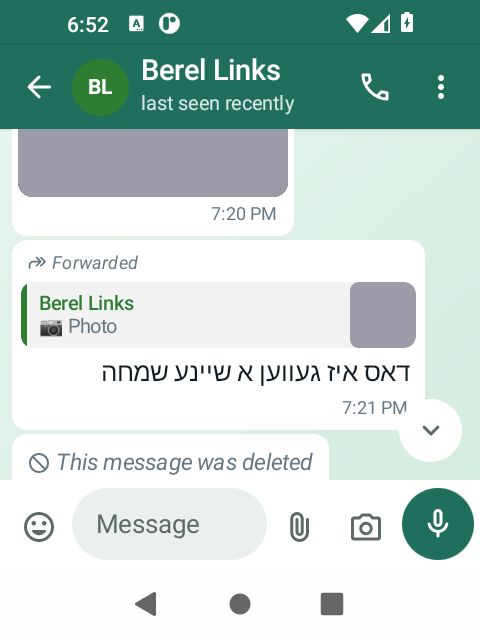 6:52
A
BL
Berel Links
last seen recently
7:20 PM
Forwarded
Berel Links
📷 Photo
דאס איז געווען א שיינע שמחה
7:21 PM
This message was deleted
Message